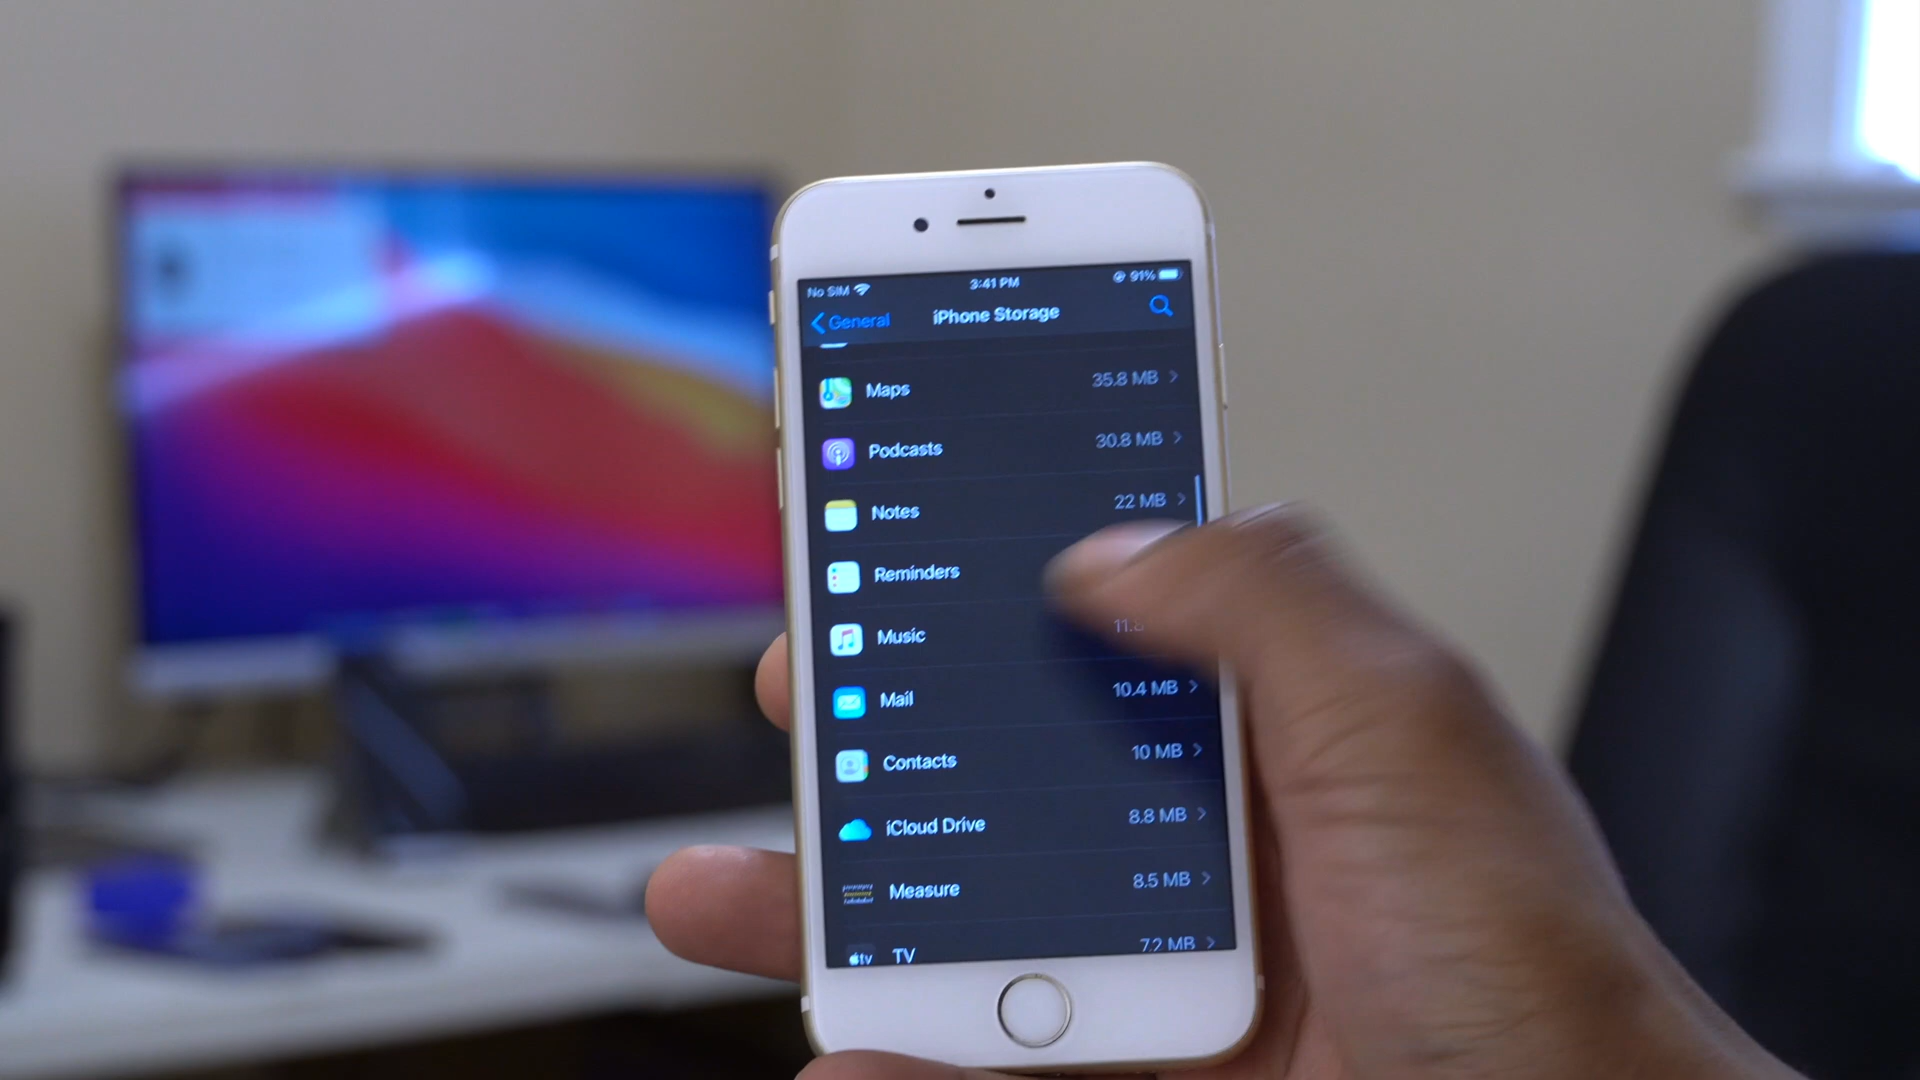 No SIM 3:41 PM 91%
General iPhone Storage
Maps 35.8 MB
Podcasts 30.8 MB
Notes 22 MB
Reminders
Music 11.8
Mail 10.4 MB
Contacts 10 MB
iCloud Drive 8.8 MB
Measure 8.5 MB
tv TV 7.2 MB